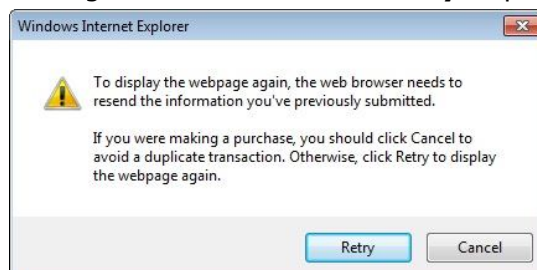 Windows Internet Explorer
To display the webpage again, the web browser needs to
resend the information you've previously submitted.
If you were making a purchase, you should click Cancel to
avoid a duplicate transaction. Otherwise, click Retry to display
the webpage again.
Retry
Cancel